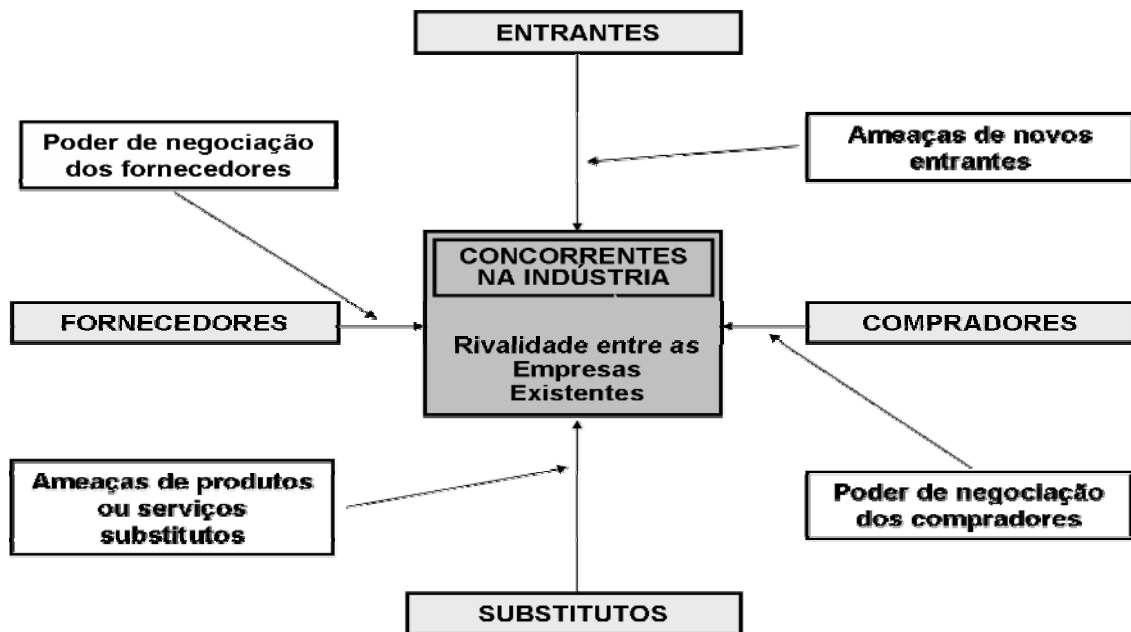 ENTRANTES
Poder de negociação
dos fornecedores
Ameaças de novos
entrantes
CONCORRENTES
NA INDÚSTRIA
FORNECEDORES
COMPRADORES
Rivalidade entre as
Empresas
Existentes
Ameaças de produtos
ou serviços
substitutos
Poder de negociação
dos compradores
SUBSTITUTOS